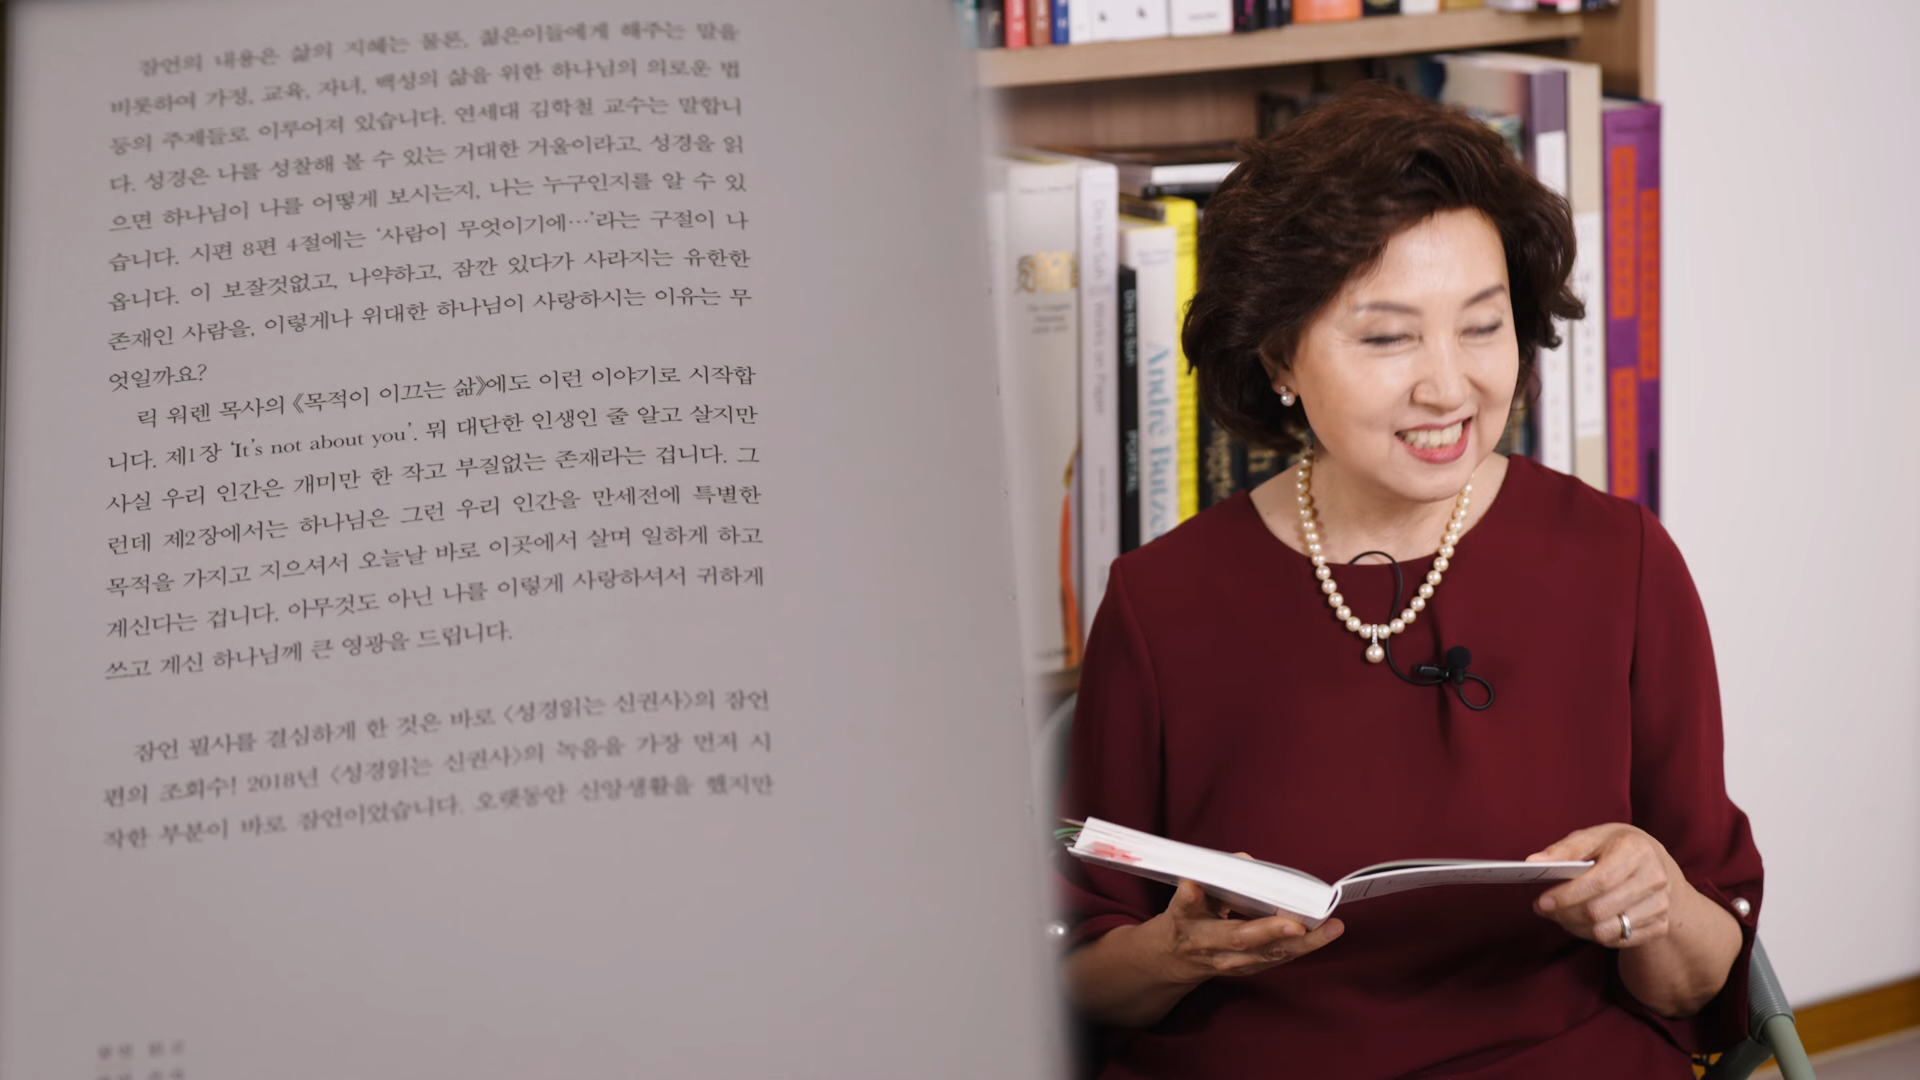 잠언의 내용은 삶의 지혜는 물론, 젊은이들에게 해주는 말을
비롯하여 가정, 교육, 자녀, 백성의 삶을 위한 하나님의 의로운 법
등의 주제들로 이루어져 있습니다. 연세대 김학철 교수는 말합니
다. 성경은 나를 성찰해 볼 수 있는 거대한 거울이라고. 성경을 읽
으면 하나님이 나를 어떻게 보시는지, 나는 누구인지를 알 수 있
습니다. 시편 8편 4절에는 ‘사람이 무엇이기에…’라는 구절이 나
옵니다. 이 보잘것없고, 나약하고, 잠깐 있다가 사라지는 유한한
존재인 사람을, 이렇게나 위대한 하나님이 사랑하시는 이유는 무
엇일까요?
릭 워렌 목사의 《목적이 이끄는 삶》에도 이런 이야기로 시작합
니다. 제1장 ‘It’s not about you’. 뭐 대단한 인생인 줄 알고 살지만
사실 우리 인간은 개미만 한 작고 부질없는 존재라는 겁니다. 그
런데 제2장에서는 하나님은 그런 우리 인간을 만세전에 특별한
목적을 가지고 지으셔서 오늘날 바로 이곳에서 살며 일하게 하고
계신다는 겁니다. 아무것도 아닌 나를 이렇게 사랑하셔서 귀하게
쓰고 계신 하나님께 큰 영광을 드립니다.
잠언 필사를 결심하게 한 것은 바로 〈성경읽는 신권사〉의 잠언
편의 조회수! 2018년 〈성경읽는 신권사〉의 녹음을 가장 먼저 시
작한 부분이 바로 잠언이었습니다. 오랫동안 신앙생활을 했지만
Do Ho Suh Works on Paper
Do Ho Suh
PORTAL
André Butzer